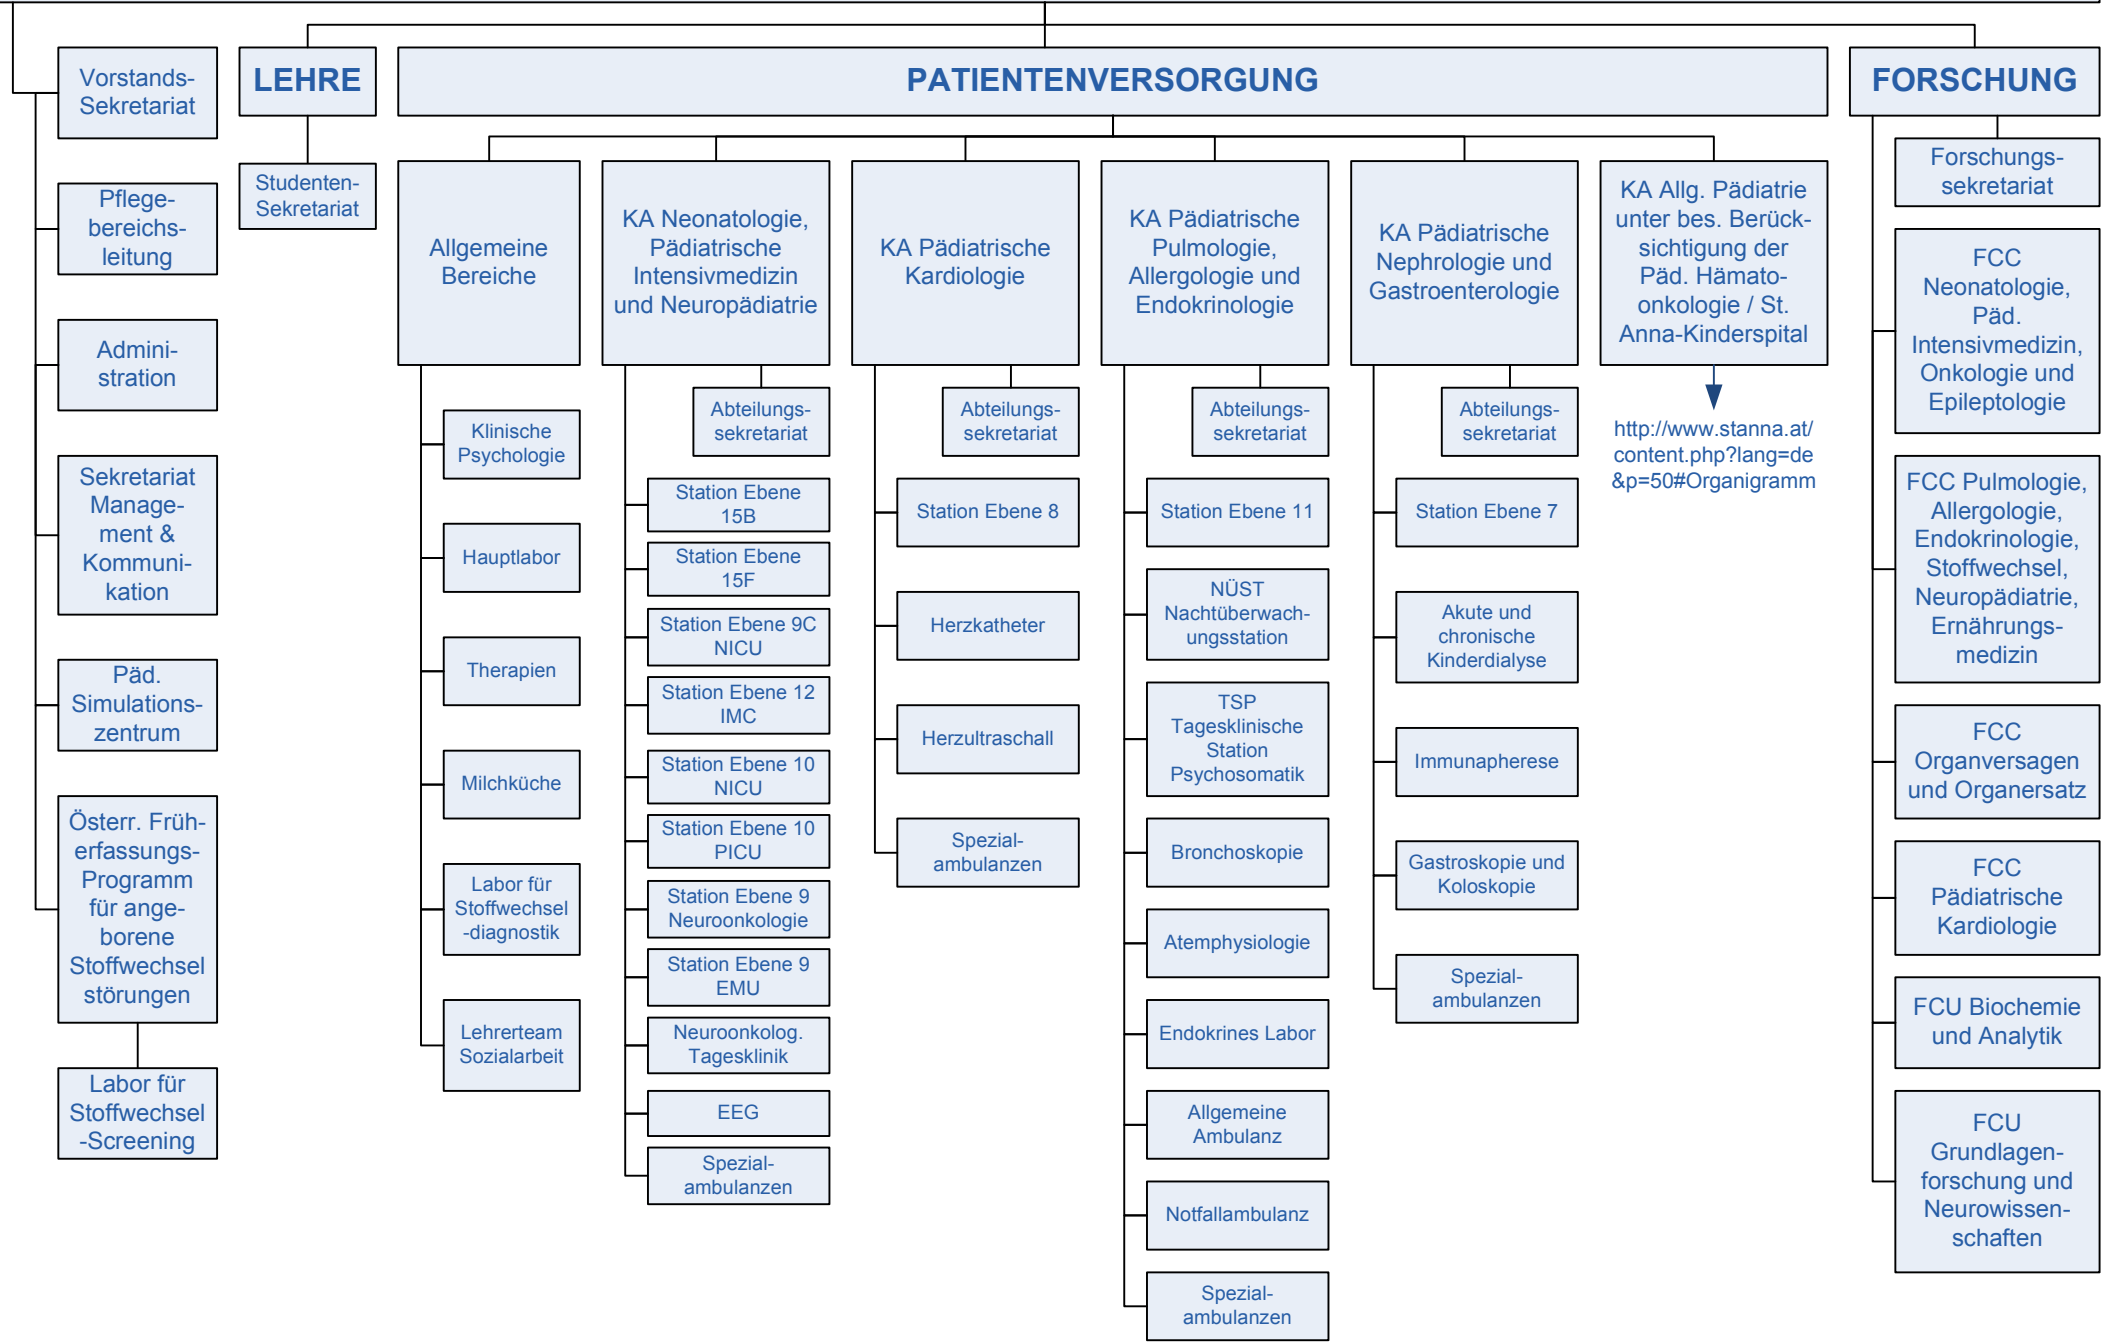 Vorstands-
Sekretariat
Pflege-
bereichs-
leitung
Admini-
stration
Sekretariat
Manage-
ment &
Kommuni-
kation
Päd.
Simulations-
zentrum
Österr. Früh-
erfassungs-
Programm
für ange-
borene
Stoffwechsel
störungen
Labor für
Stoffwechsel
-Screening
LEHRE
Studenten-
Sekretariat
PATIENTENVERSORGUNG
Allgemeine
Bereiche
Klinische
Psychologie
Hauptlabor
Therapien
Milchküche
Labor für
Stoffwechsel
-diagnostik
Lehrerteam
Sozialarbeit
KA Neonatologie,
Pädiatrische
Intensivmedizin
und Neuropädiatrie
Abteilungs-
sekretariat
Station Ebene
15B
Station Ebene
15F
Station Ebene 9C
NICU
Station Ebene 12
IMC
Station Ebene 10
NICU
Station Ebene 10
PICU
Station Ebene 9
Neuroonkologie
Station Ebene 9
EMU
Neuroonkolog.
Tagesklinik
EEG
Spezial-
ambulanzen
KA Pädiatrische
Kardiologie
Abteilungs-
sekretariat
Station Ebene 8
Herzkatheter
Herzultraschall
Spezial-
ambulanzen
KA Pädiatrische
Pulmologie,
Allergologie und
Endokrinologie
Abteilungs-
sekretariat
Station Ebene 11
NÜST
Nachtüberwach-
ungsstation
TSP
Tagesklinische
Station
Psychosomatik
Bronchoskopie
Atemphysiologie
Endokrines Labor
Allgemeine
Ambulanz
Notfallambulanz
Spezial-
ambulanzen
KA Pädiatrische
Nephrologie und
Gastroenterologie
Abteilungs-
sekretariat
Station Ebene 7
Akute und
chronische
Kinderdialyse
Immunapherese
Gastroskopie und
Koloskopie
Spezial-
ambulanzen
KA Allg. Pädiatrie
unter bes. Berück-
sichtigung der
Päd. Hämato-
onkologie / St.
Anna-Kinderspital
http://www.stanna.at/
content.php?lang=de
&p=50#Organigramm
FORSCHUNG
Forschungs-
sekretariat
FCC
Neonatologie,
Päd.
Intensivmedizin,
Onkologie und
Epileptologie
FCC Pulmologie,
Allergologie,
Endokrinologie,
Stoffwechsel,
Neuropädiatrie,
Ernährungs-
medizin
FCC
Organversagen
und Organersatz
FCC
Pädiatrische
Kardiologie
FCU Biochemie
und Analytik
FCU
Grundlagen-
forschung und
Neurowissen-
schaften